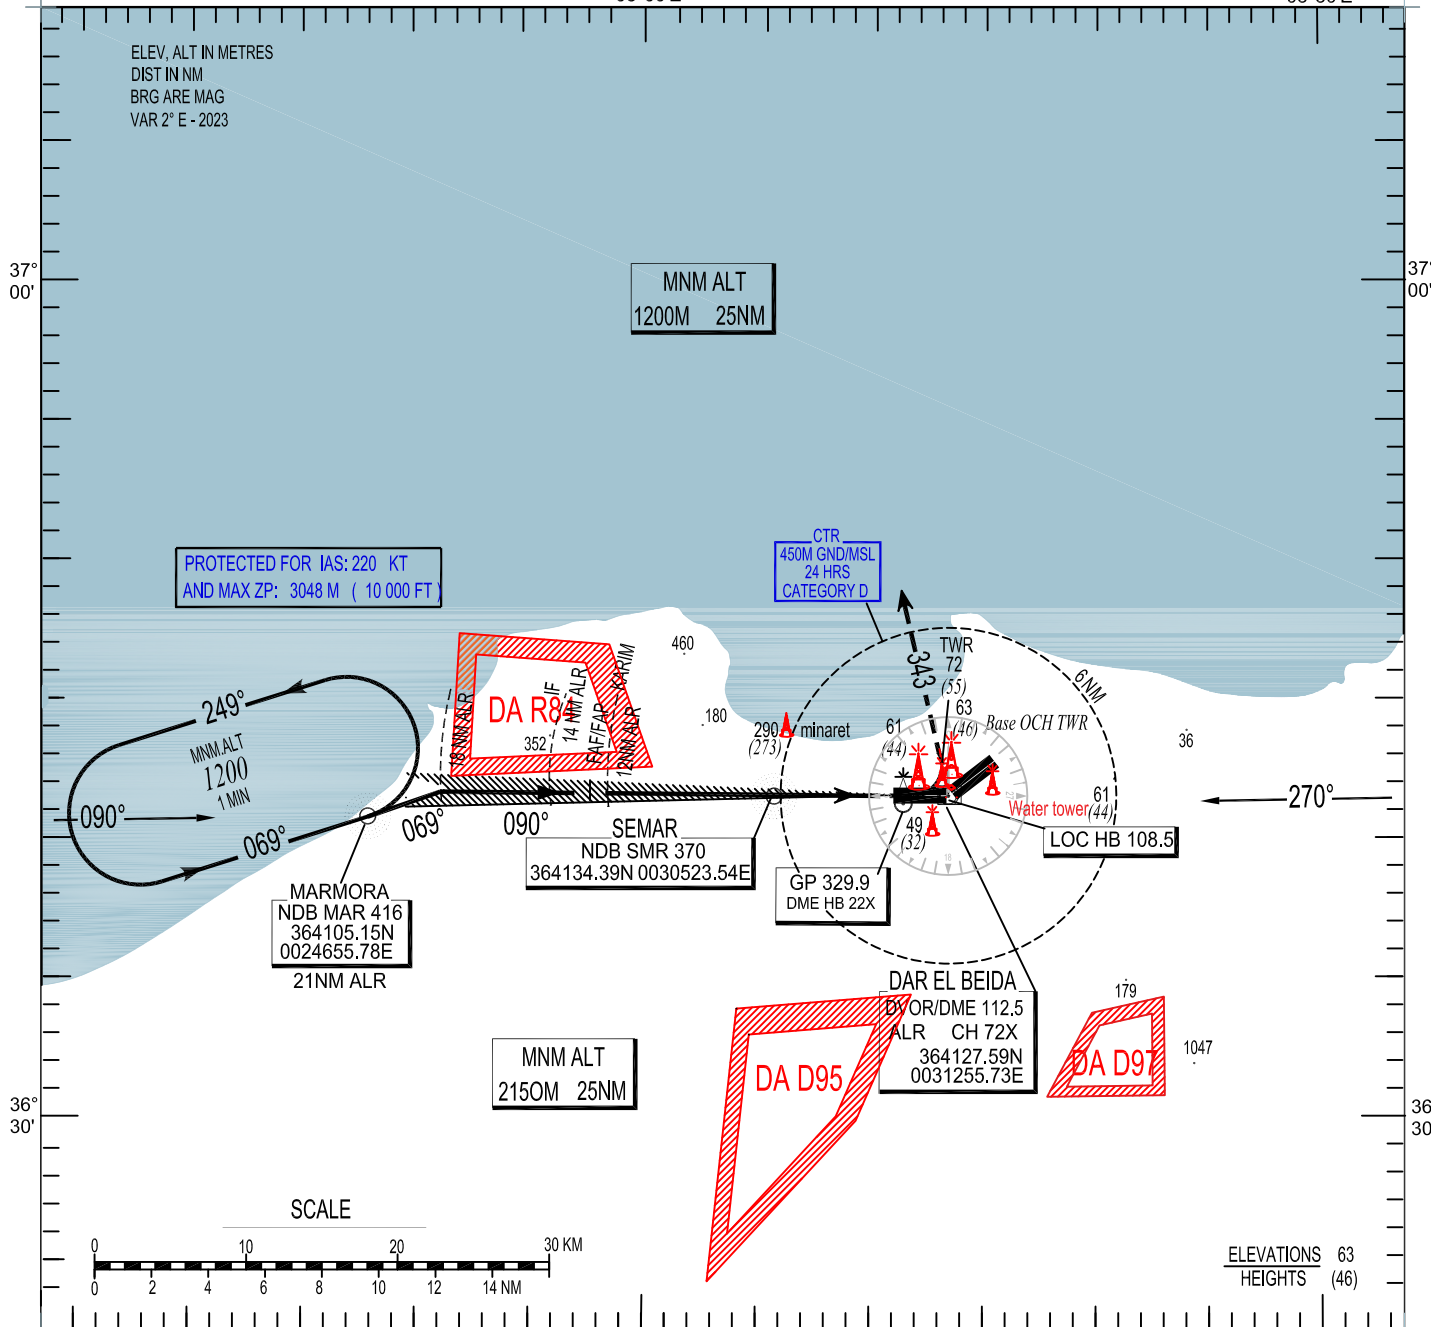 ELEV, ALT IN METRES
DIST IN NM
BRG ARE MAG
VAR 2° E - 2023
37°
00'
37°
00'
MNM ALT
1200M 25NM
PROTECTED FOR IAS: 220 KT
AND MAX ZP: 3048 M ( 10 000 FT )
CTR
450M GND/MSL
24 HRS
CATEGORY D
343
TWR
72
(55)
63
(46)
6NM
Base OCH TWR
61
(44)
460
180
290
(273)
minaret
36
249°
MNM ALT
1200
1 MIN
090°
069°
069°
090°
18 NM ALR
DA R84
352
IF
14 NM ALR
FAF/FAP
KARIM
12NM ALR
SEMAR
NDB SMR 370
364134.39N 0030523.54E
49
(32)
18
Water tower
61
(44)
270°
LOC HB 108.5
GP 329.9
DME HB 22X
MARMORA
NDB MAR 416
364105.15N
0024655.78E
21NM ALR
DAR EL BEIDA
DVOR/DME 112.5
ALR CH 72X
364127.59N
0031255.73E
179
1047
DA D97
DA D95
MNM ALT
215OM 25NM
36°
30'
36
30
SCALE
0 10 20 30 KM
0 2 4 6 8 10 12 14 NM
ELEVATIONS 63
HEIGHTS (46)